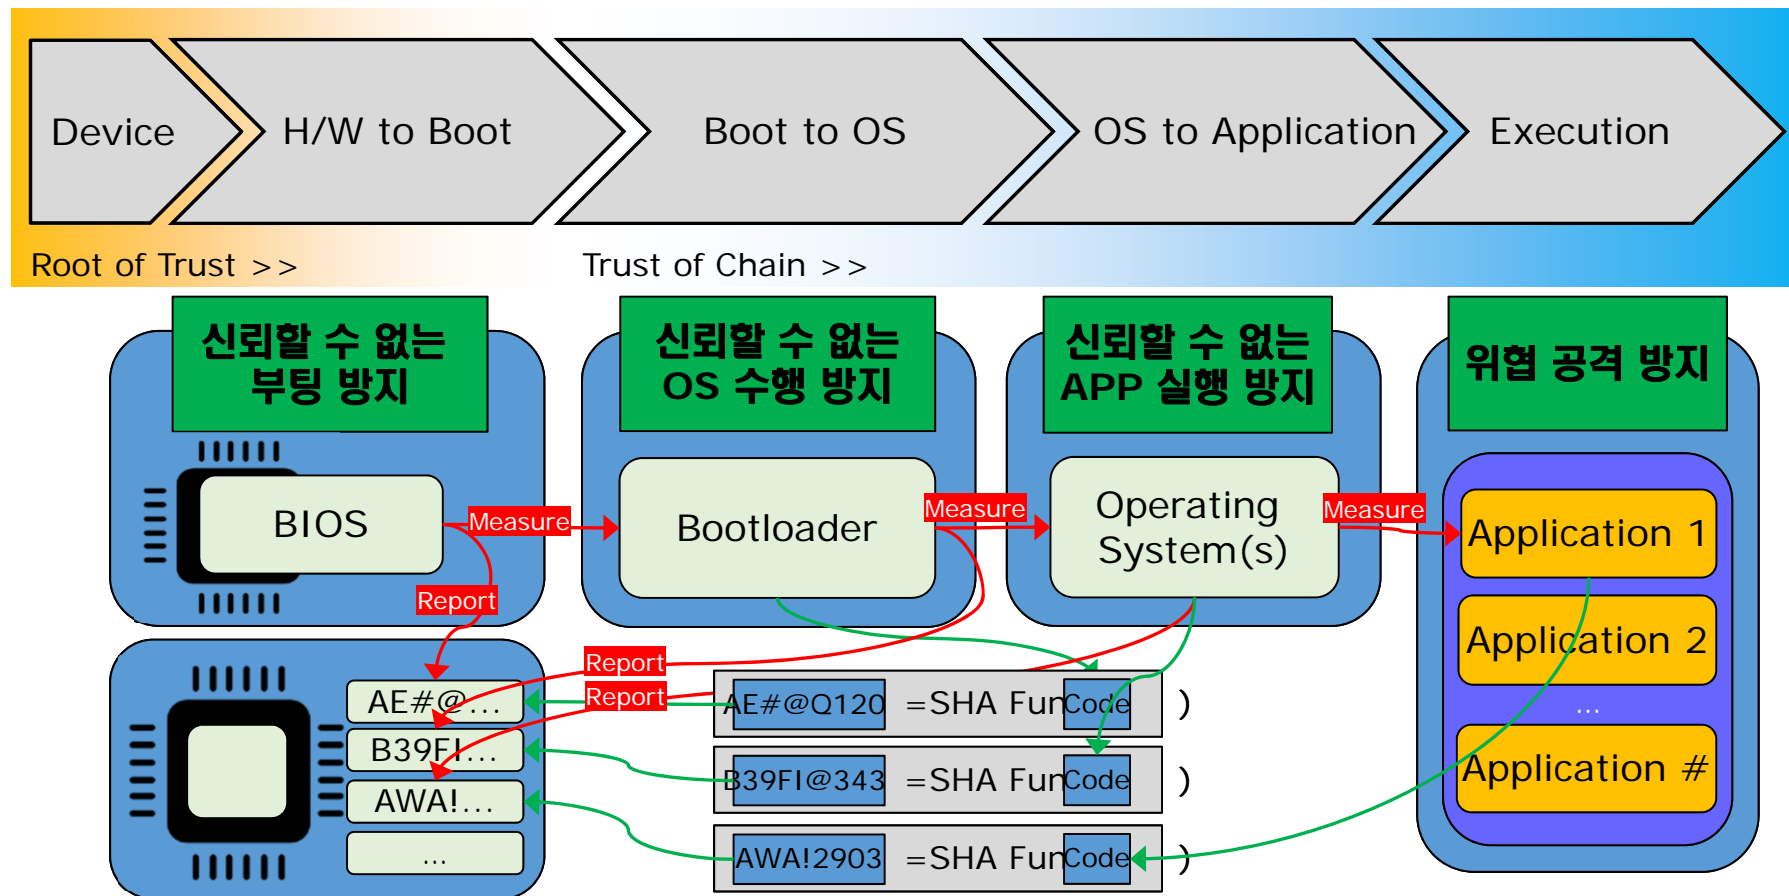 Device
H/W to Boot
Boot to OS
OS to Application
Execution
Root of Trust >>
Trust of Chain >>
신뢰할 수 없는
부팅 방지
신뢰할 수 없는
OS 수행 방지
신뢰할 수 없는
APP 실행 방지
위협 공격 방지
BIOS
Measure
Bootloader
Measure
Operating
System(s)
Measure
Application 1
Application 2
...
Application #
Report
Report
Report
AE#@...
B39FI...
AWA!...
...
AE#@Q120 =SHA Fun Code )
B39FI@343 =SHA Fun Code )
AWA!2903 =SHA Fun Code )